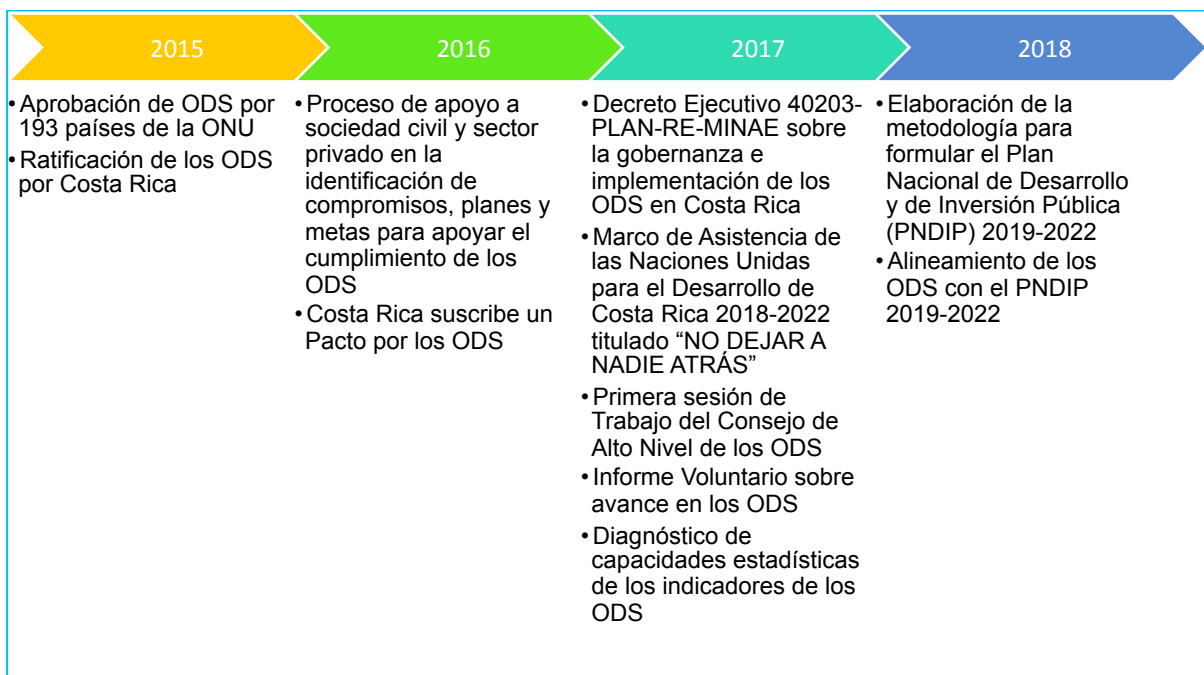 2015
• Aprobación de ODS por
193 países de la ONU
• Ratificación de los ODS
por Costa Rica
2016
• Proceso de apoyo a
sociedad civil y sector
privado en la
identificación de
compromisos, planes y
metas para apoyar el
cumplimiento de los
ODS
• Costa Rica suscribe un
Pacto por los ODS
2017
• Decreto Ejecutivo 40203-
PLAN-RE-MINAE sobre
la gobernanza e
implementación de los
ODS en Costa Rica
• Marco de Asistencia de
las Naciones Unidas
para el Desarrollo de
Costa Rica 2018-2022
titulado “NO DEJAR A
NADIE ATRÁS”
• Primera sesión de
Trabajo del Consejo de
Alto Nivel de los ODS
• Informe Voluntario sobre
avance en los ODS
• Diagnóstico de
capacidades estadísticas
de los indicadores de los
ODS
2018
• Elaboración de la
metodología para
formular el Plan
Nacional de Desarrollo
y de Inversión Pública
(PNDIP) 2019-2022
• Alineamiento de los
ODS con el PNDIP
2019-2022